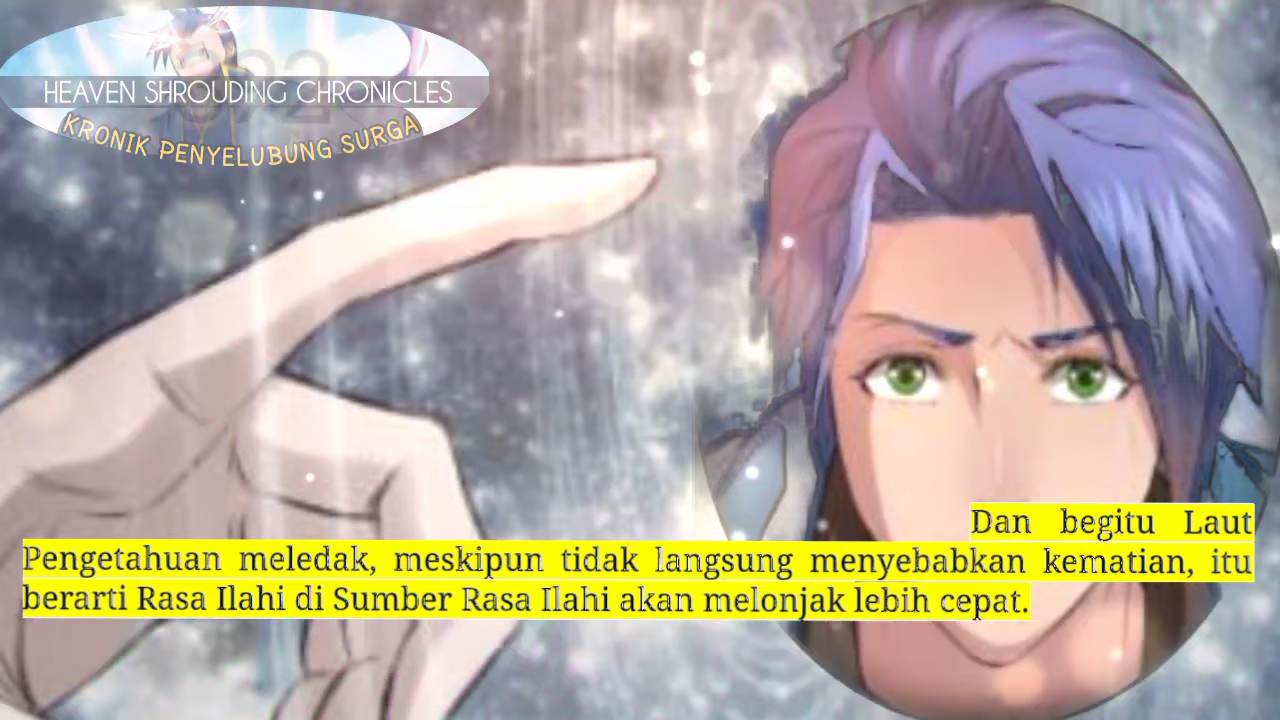 HEAVEN SHROUDING CHRONICLES
KRONIK PENYELUBUNG SURGA
Dan begitu Laut
Pengetahuan meledak, meskipun tidak langsung menyebabkan kematian, itu
berarti Rasa Ilahi di Sumber Rasa Ilahi akan melonjak lebih cepat.